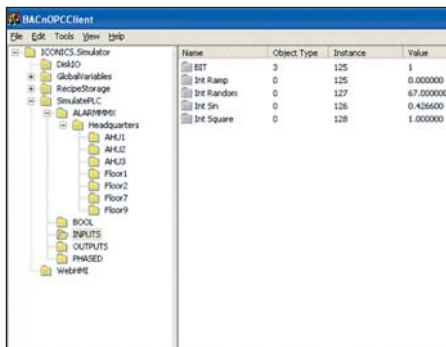 BACnOPCClient
File Edit Tools View Help
ICONICS.Simulator
DiskIO
GlobalVariables
RecipeStorage
SimulatePLC
ALARMMMX
Headquarters
AHU1
AHU2
AHU3
Floor1
Floor2
Floor7
Floor9
BOOL
INPUTS
OUTPUTS
PHASED
WebHMI
Name Object Type Instance Value
BIT 3 125 1
Int Ramp 0 125 0.000000
Int Random 0 127 67.000000
Int Sin 0 126 0.426600
Int Square 0 128 1.000000